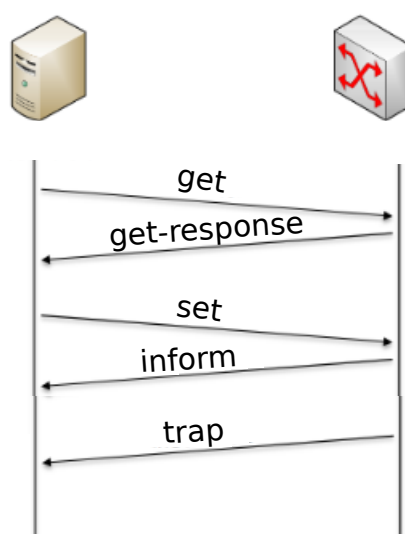 get
get-response
set
inform
trap